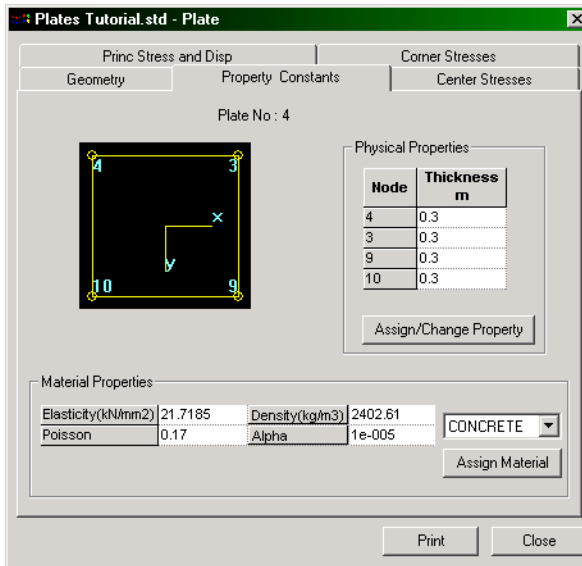 Plates Tutorial.std - Plate
Princ Stress and Disp Corner Stresses
Geometry Property Constants Center Stresses
Plate No : 4
4 3
x
y
10 9
Physical Properties
Node Thickness m
4 0.3
3 0.3
9 0.3
10 0.3
Assign/Change Property
Material Properties
Elasticity(kN/mm2) 21.7185 Density(kg/m3) 2402.61
Poisson 0.17 Alpha 1e-005
CONCRETE
Assign Material
Print Close